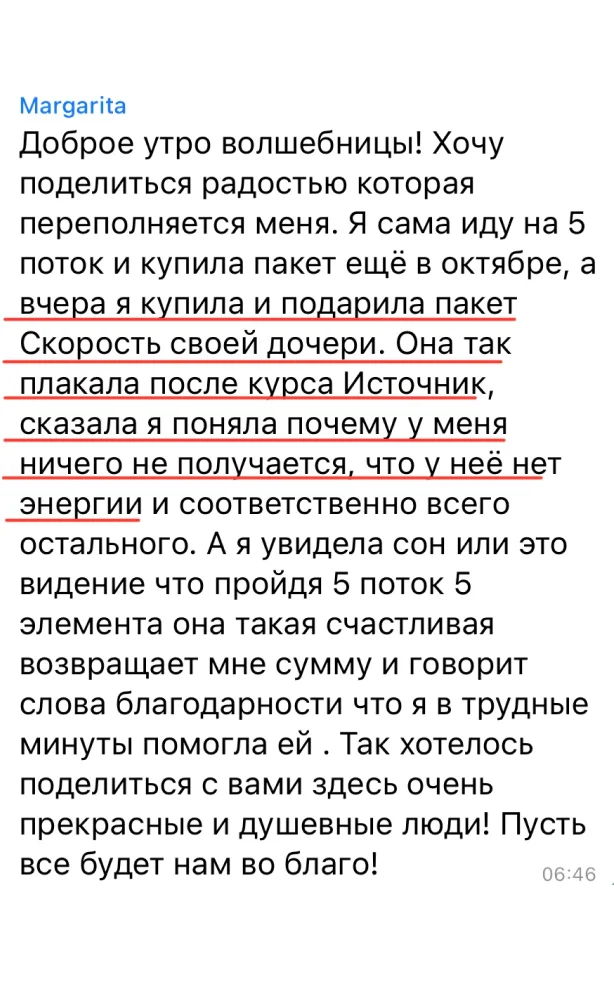 Margarita
Доброе утро волшебницы! Хочу
поделиться радостью которая
переполняется меня. Я сама иду на 5
поток и купила пакет ещё в октябре, а
вчера я купила и подарила пакет
Скорость своей дочери. Она так
плакала после курса Источник,
сказала я поняла почему у меня
ничего не получается, что у неё нет
энергии и соответственно всего
остального. А я увидела сон или это
видение что пройдя 5 поток 5
элемента она такая счастливая
возвращает мне сумму и говорит
слова благодарности что я в трудные
минуты помогла ей . Так хотелось
поделиться с вами здесь очень
прекрасные и душевные люди! Пусть
все будет нам во благо!
06:46